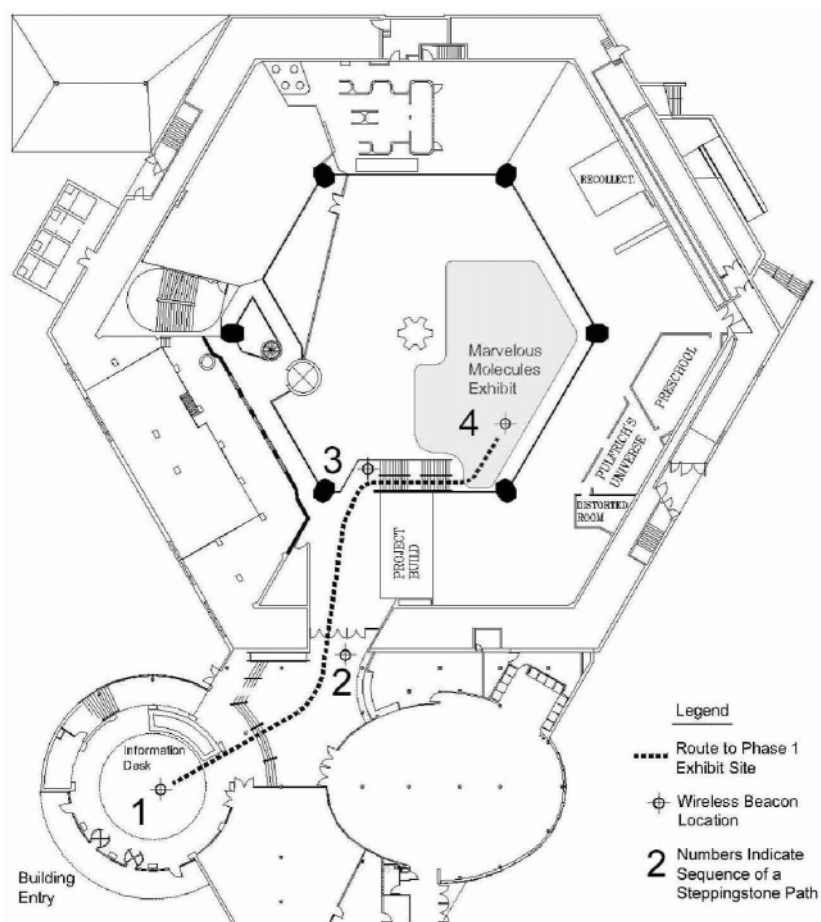 RECOLLECT.
Marvelous
Molecules
Exhibit
PRESCHOOL
4
PULFRICH'S
UNIVERSE
3
DISTORTED
ROOM
PROJECT
BUILD
2
Information
Desk
1
Building
Entry
Legend
Route to Phase 1
Exhibit Site
Wireless Beacon
Location
2
Numbers Indicate
Sequence of a
Steppingstone Path